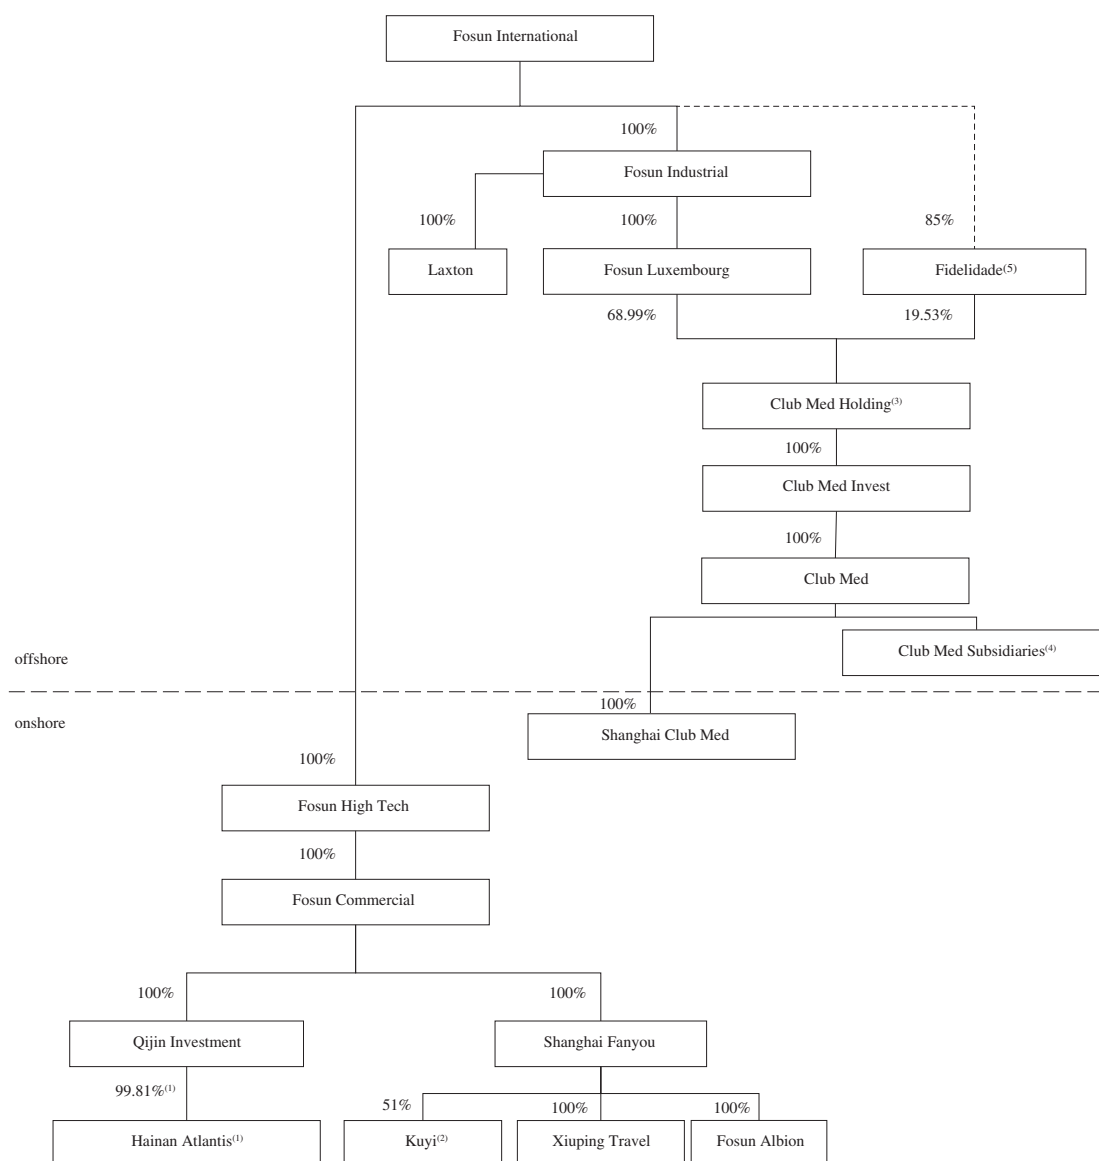 Fosun International
100%
Fosun Industrial
100%
100%
85%
Laxton
Fosun Luxembourg
Fidelidade(5)
68.99%
19.53%
Club Med Holding(3)
100%
Club Med Invest
100%
Club Med
Club Med Subsidiaries(4)
offshore
100%
onshore
Shanghai Club Med
100%
Fosun High Tech
100%
Fosun Commercial
100%
100%
Qijin Investment
Shanghai Fanyou
99.81%(1)
51%
100%
100%
Hainan Atlantis(1)
Kuyi(2)
Xiuping Travel
Fosun Albion